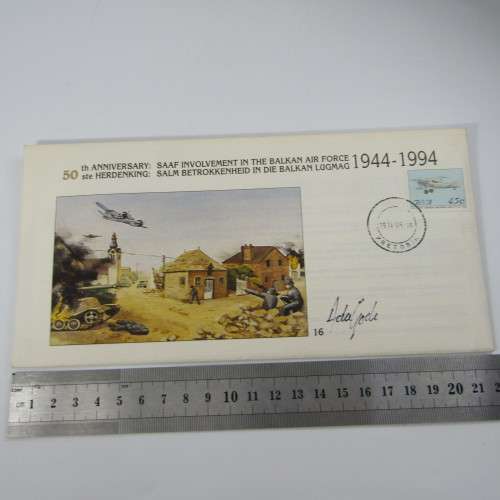 50 th ANNIVERSARY: SAAF INVOLVEMENT IN THE BALKAN AIR FORCE 1944-1994
ste HERDENKING: SALM BETROKKENHEID IN DIE BALKAN LUGMAG
45c
PRETORIA
16
1 2 3 4 5 6 7 8 9 10 11 12 13 14 15 16 17 18 19 20 21